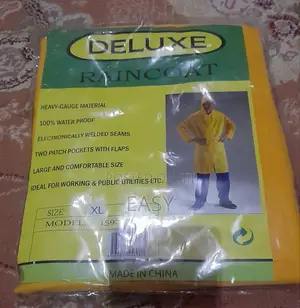 DELUXE
RAINCOAT
HEAVY-GAUGE MATERIAL
100% WATER PROOF
ELECTRONICALLY WELDED SEAMS
TWO PATCH POCKETS WITH FLAPS
LARGE AND COMFORTABLE SIZE
IDEAL FOR WORKING & PUBLIC UTILITIES ETC.
SIZE: XL EASY
MODEL:
MADE IN CHINA